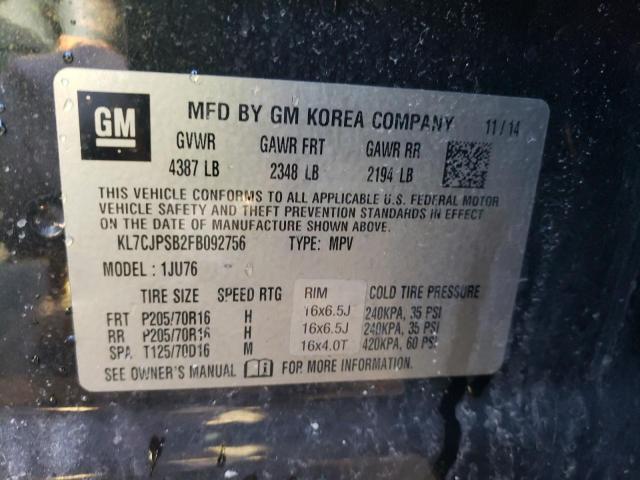 GM MFD BY GM KOREA COMPANY 11/14
GVWR GAWR FRT GAWR RR
4387 LB 2348 LB 2194 LB
THIS VEHICLE CONFORMS TO ALL APPLICABLE U.S. FEDERAL MOTOR
VEHICLE SAFETY AND THEFT PREVENTION STANDARDS IN EFFECT
ON THE DATE OF MANUFACTURE SHOWN ABOVE.
KL7CJPSB2FB092756 TYPE: MPV
MODEL: 1JU76
TIRE SIZE SPEED RTG RIM COLD TIRE PRESSURE
FRT P205/70R16 H 16x6.5J 240KPA, 35 PSI
RR P205/70R16 H 16x6.5J 240KPA, 35 PSI
SPA T125/70D16 M 16x4.0T 420KPA, 60 PSI
SEE OWNER'S MANUAL FOR MORE INFORMATION.